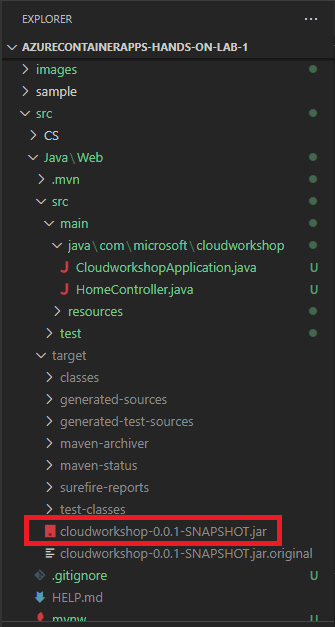 EXPLORER
AZURECONTAINERAPPS-HANDS-ON-LAB-1
images
sample
src
CS
Java\Web
.mvn
src
main
java\com\microsoft\cloudworkshop
CloudworkshopApplication.java U
HomeController.java U
resources
test
target
classes
generated-sources
generated-test-sources
maven-archiver
maven-status
surefire-reports
test-classes
cloudworkshop-0.0.1-SNAPSHOT.jar
cloudworkshop-0.0.1-SNAPSHOT.jar.original
.gitignore U
HELP.md
mvnw U